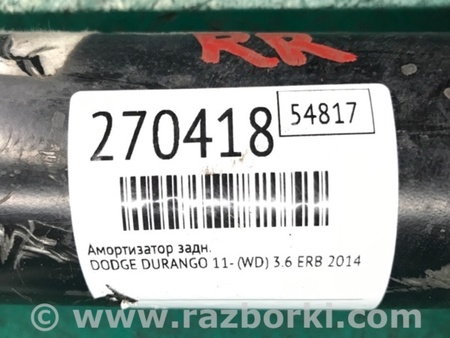 RR
270418
54817
Амортизатор задн.
DODGE DURANGO 11- (WD) 3.6 ERB 2014
www.razborki.com